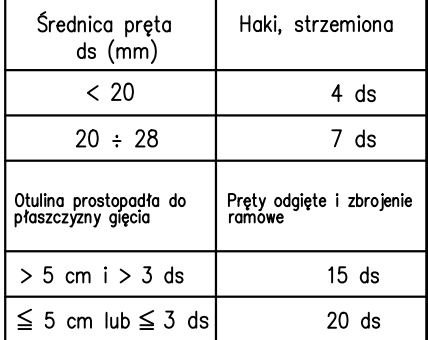 Średnica pręta
ds (mm)
Haki, strzemiona
< 20
4 ds
20 ÷ 28
7 ds
Otulina prostopadła do
płaszczyzny gięcia
Pręty odgięte i zbrojenie
ramowe
> 5 cm i > 3 ds
15 ds
≦ 5 cm lub ≦ 3 ds
20 ds